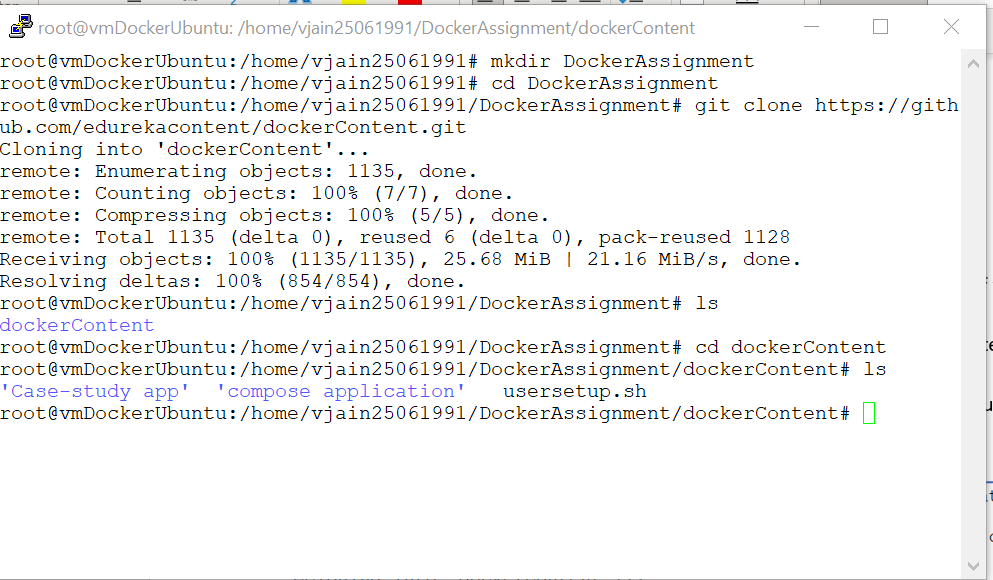 root@vmDockerUbuntu: /home/vjain25061991/DockerAssignment/dockerContent
root@vmDockerUbuntu:/home/vjain25061991# mkdir DockerAssignment
root@vmDockerUbuntu:/home/vjain25061991# cd DockerAssignment
root@vmDockerUbuntu:/home/vjain25061991/DockerAssignment# git clone https://gith
ub.com/edurekacontent/dockerContent.git
Cloning into 'dockerContent'...
remote: Enumerating objects: 1135, done.
remote: Counting objects: 100% (7/7), done.
remote: Compressing objects: 100% (5/5), done.
remote: Total 1135 (delta 0), reused 6 (delta 0), pack-reused 1128
Receiving objects: 100% (1135/1135), 25.68 MiB | 21.16 MiB/s, done.
Resolving deltas: 100% (854/854), done.
root@vmDockerUbuntu:/home/vjain25061991/DockerAssignment# ls
dockerContent
root@vmDockerUbuntu:/home/vjain25061991/DockerAssignment# cd dockerContent
root@vmDockerUbuntu:/home/vjain25061991/DockerAssignment/dockerContent# ls
'Case-study app'  'compose application'   usersetup.sh
root@vmDockerUbuntu:/home/vjain25061991/DockerAssignment/dockerContent#